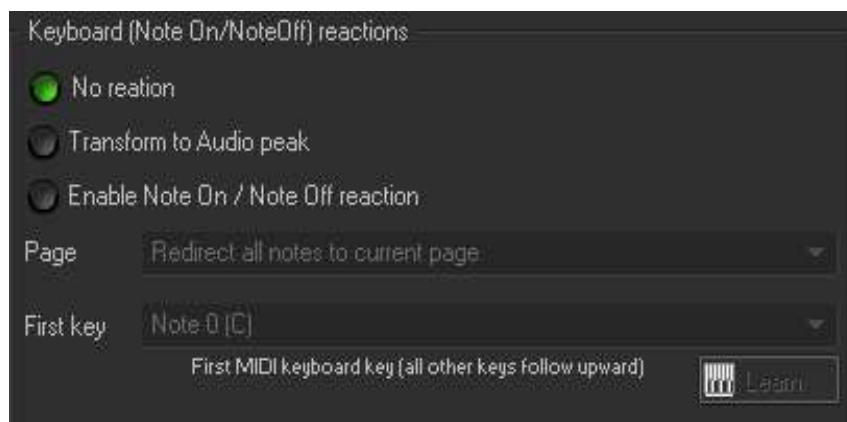 Keyboard (Note On/NoteOff) reactions
No reation
Transform to Audio peak
Enable Note On / Note Off reaction
Page Redirect all notes to current page
First key Note 0 (C)
First MIDI keyboard key (all other keys follow upward)
Learn